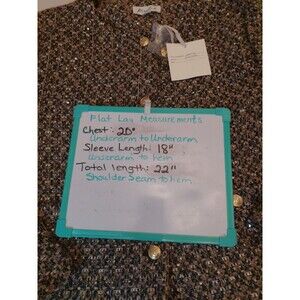 Flat Lay Measurements
Chest: 20"
Underarm to Underarm
Sleeve Length: 18"
Underarm to hem
Total length: 22"
Shoulder Seam to hem